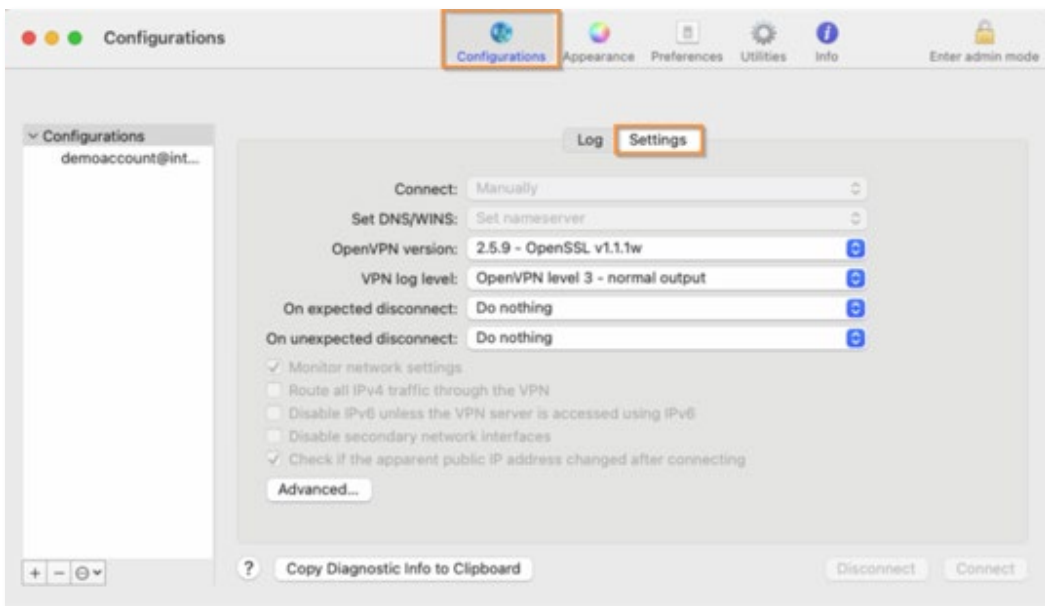 Configurations
Configurations
Appearance
Preferences
Utilities
Info
Enter admin mode
Configurations
demoaccount@int...
Log
Settings
Connect: Manually
Set DNS/WINS: Set nameserver
OpenVPN version: 2.5.9 - OpenSSL v1.1.1w
VPN log level: OpenVPN level 3 - normal output
On expected disconnect: Do nothing
On unexpected disconnect: Do nothing
Monitor network settings
Route all IPv4 traffic through the VPN
Disable IPv6 unless the VPN server is accessed using IPv6
Disable secondary network interfaces
Check if the apparent public IP address changed after connecting
Advanced...
+ −
? Copy Diagnostic Info to Clipboard
Disconnect
Connect